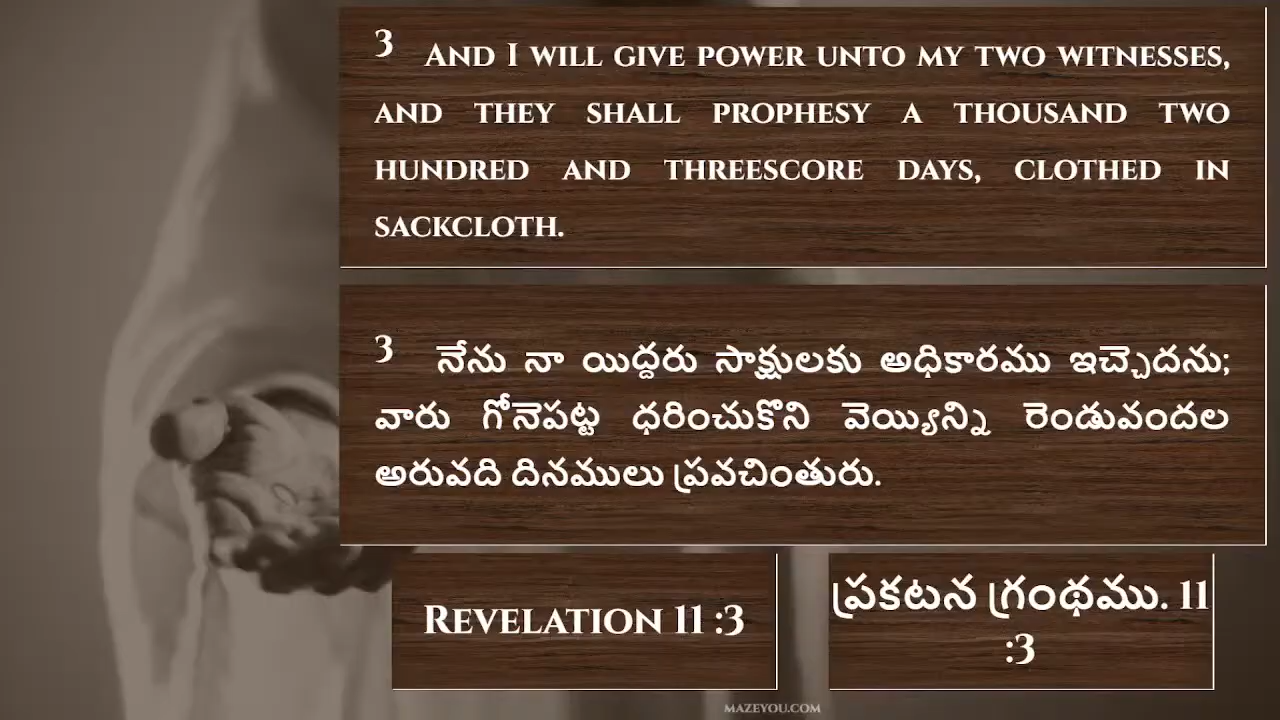 3 And I will give power unto my two witnesses,
and they shall prophesy a thousand two
hundred and threescore days, clothed in
sackcloth.
3 నేను నా యిద్దరు సాక్షులకు అధికారము ఇచ్చెదను;
వారు గోనెపట్ట ధరించుకొని వెయ్యిన్ని రెండువందల
అరువది దినములు ప్రవచింతురు.
Revelation 11 :3
ప్రకటన గ్రంథము. 11
:3
MAZEYOU.COM